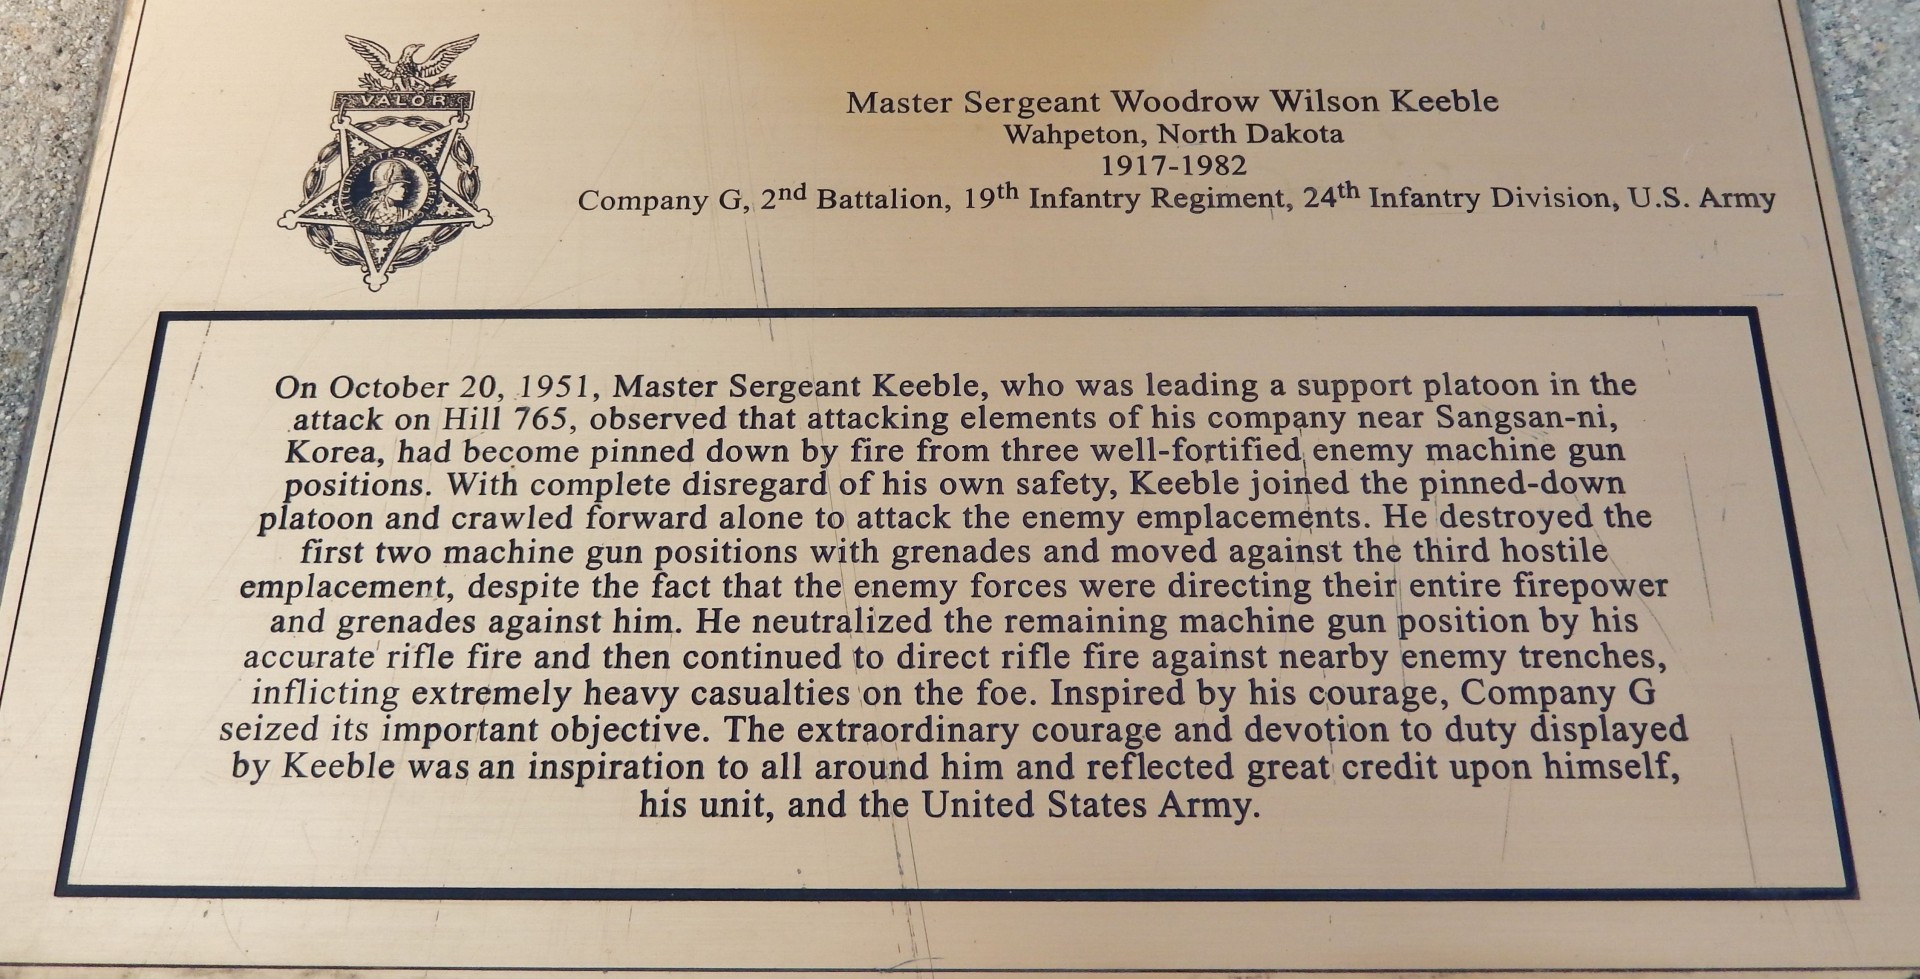 VALOR
UNITED STATES OF AMERICA
Master Sergeant Woodrow Wilson Keeble
Wahpeton, North Dakota
1917-1982
Company G, 2nd Battalion, 19th Infantry Regiment, 24th Infantry Division, U.S. Army
On October 20, 1951, Master Sergeant Keeble, who was leading a support platoon in the
attack on Hill 765, observed that attacking elements of his company near Sangsan-ni,
Korea, had become pinned down by fire from three well-fortified enemy machine gun
positions. With complete disregard of his own safety, Keeble joined the pinned-down
platoon and crawled forward alone to attack the enemy emplacements. He destroyed the
first two machine gun positions with grenades and moved against the third hostile
emplacement, despite the fact that the enemy forces were directing their entire firepower
and grenades against him. He neutralized the remaining machine gun position by his
accurate rifle fire and then continued to direct rifle fire against nearby enemy trenches,
inflicting extremely heavy casualties on the foe. Inspired by his courage, Company G
seized its important objective. The extraordinary courage and devotion to duty displayed
by Keeble was an inspiration to all around him and reflected great credit upon himself,
his unit, and the United States Army.